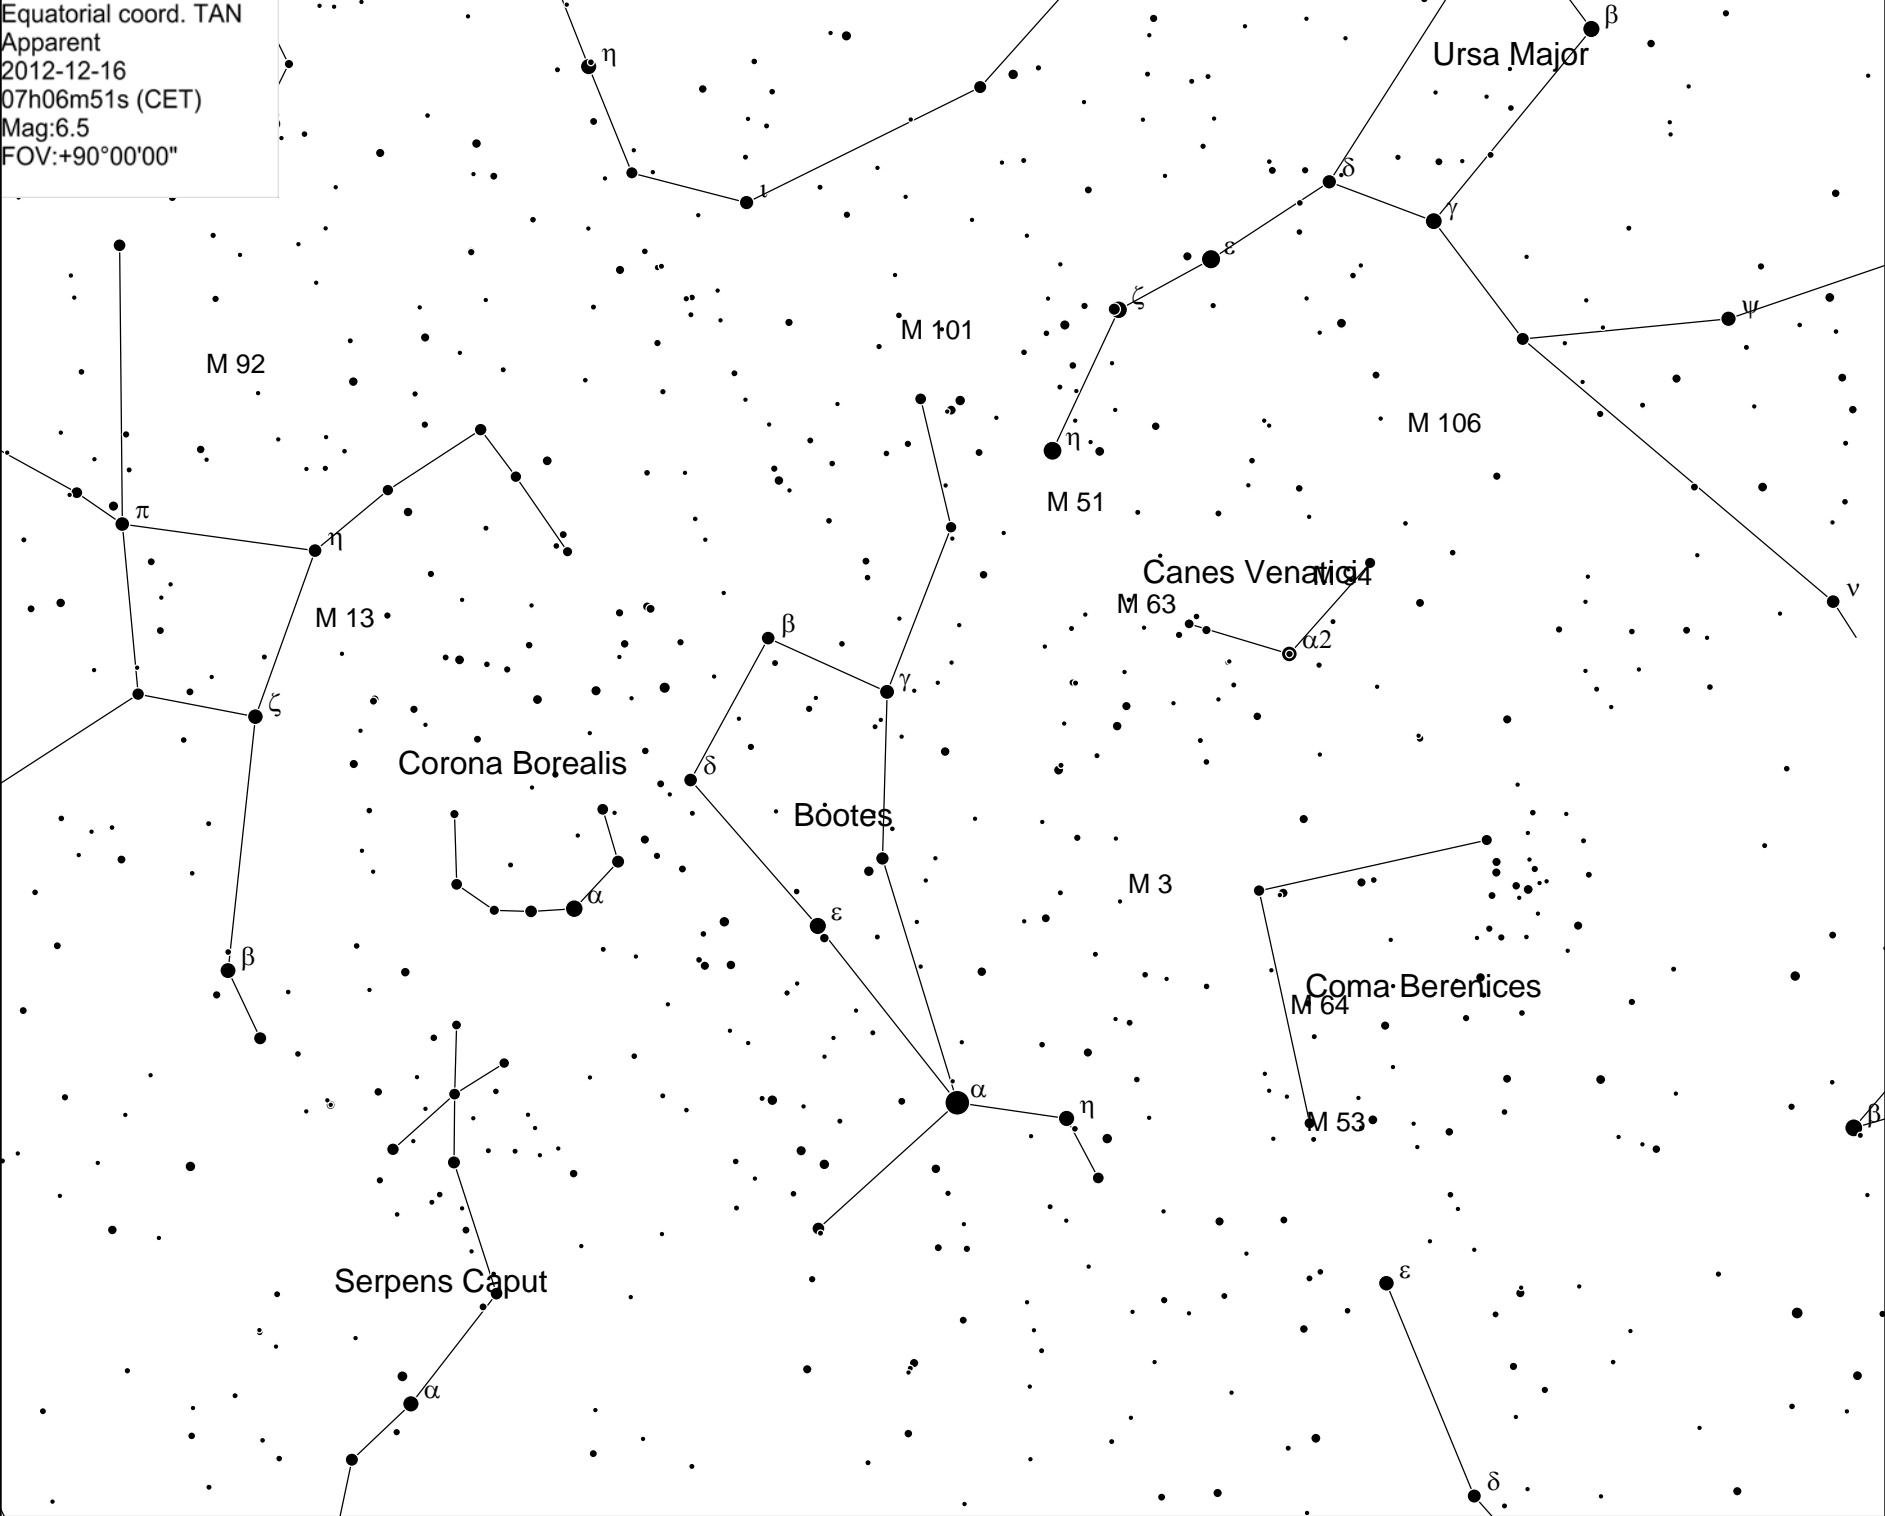 Equatorial coord. TAN
Apparent
2012-12-16
07h06m51s (CET)
Mag:6.5
FOV:+90°00'00"
β
η
Ursa Major
δ
ι
γ
ε
ζ
ψ
M 101
M 92
M 106
η
M 51
π
η
Canes Venatici
M 94
ν
M 63
M 13
β
α2
γ
ζ
Corona Borealis
δ
Bootes
M 3
α
ε
β
Coma Berenices
M 64
α
η
β
M 53
ε
Serpens Caput
α
δ